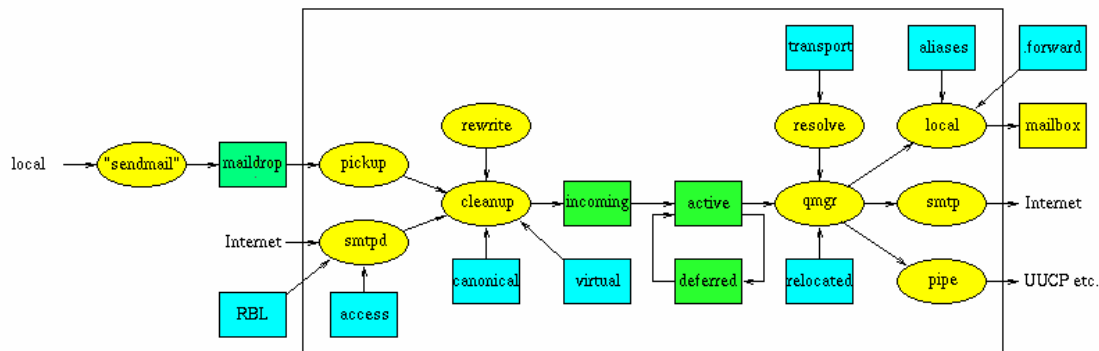 transport
aliases
.forward
rewrite
resolve
local
mailbox
local
"sendmail"
maildrop
pickup
cleanup
incoming
active
qmgr
smtp
Internet
Internet
smtpd
canonical
virtual
deferred
relocated
pipe
UUCP etc.
RBL
access